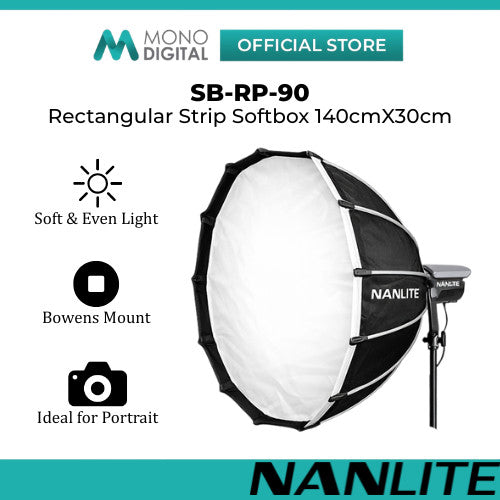 MONO
DIGITAL
OFFICIAL STORE
SB-RP-90
Rectangular Strip Softbox 140cmX30cm
Soft & Even Light
Bowens Mount
Ideal for Portrait
NANLITE
NANLITE
NANLITE